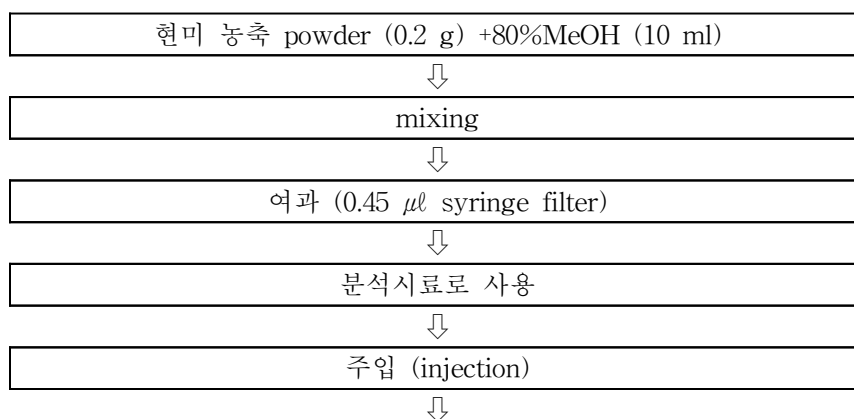 현미 농축 powder (0.2 g) +80%MeOH (10 ml)
⇩
mixing
⇩
여과 (0.45 ㎕ syringe filter)
⇩
분석시료로 사용
⇩
주입 (injection)
⇩